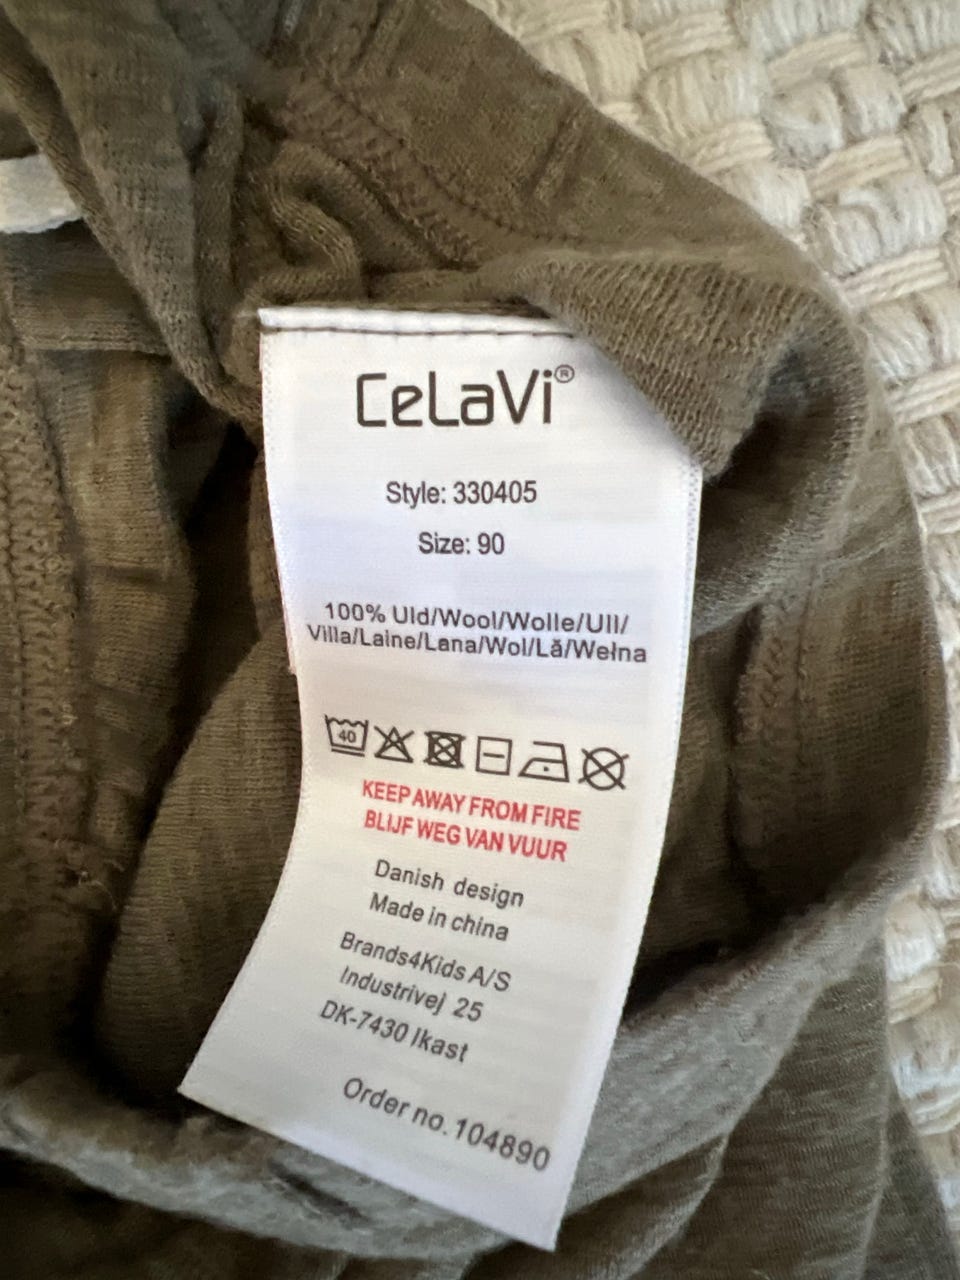 CeLaVi®
Style: 330405
Size: 90
100% Uld/Wool/Wolle/Ull/
Villa/Laine/Lana/Wol/Lã/Wełna
40
KEEP AWAY FROM FIRE
BLIJF WEG VAN VUUR
Danish design
Made in china
Brands4Kids A/S
Industrivej 25
DK-7430 Ikast
Order no. 104890